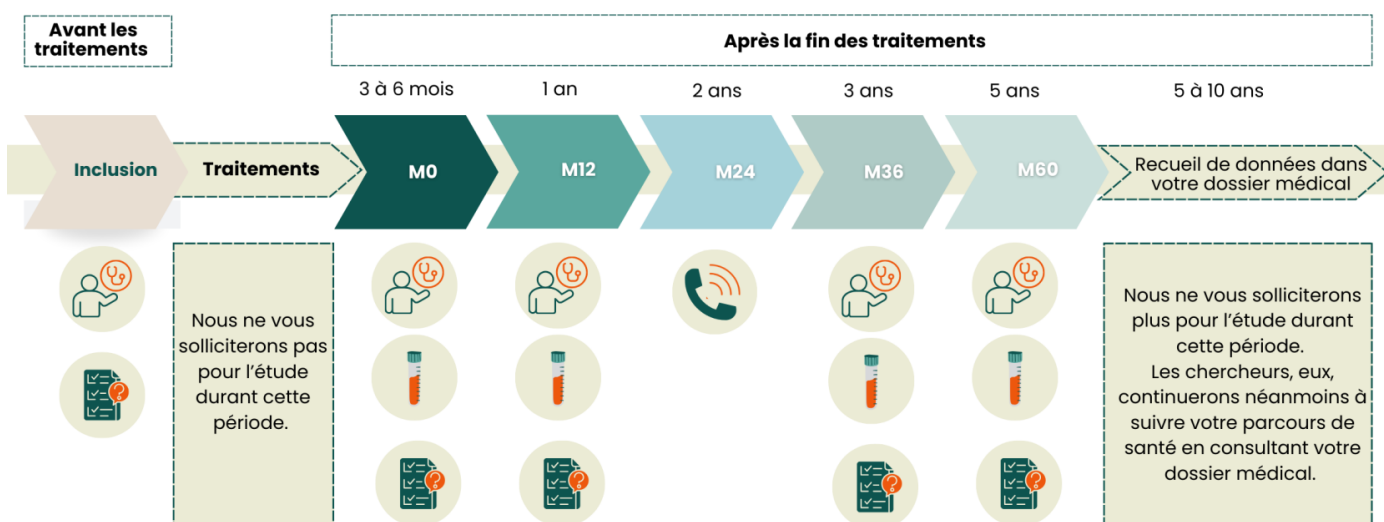 Avant les
traitements
Après la fin des traitements
3 à 6 mois
1 an
2 ans
3 ans
5 ans
5 à 10 ans
Inclusion
Traitements
M0
M12
M24
M36
M60
Recueil de données dans
votre dossier médical
Nous ne vous
solliciterons pas
pour l'étude
durant cette
période.
Nous ne vous solliciterons
plus pour l'étude durant
cette période.
Les chercheurs, eux,
continuerons néanmoins à
suivre votre parcours de
santé en consultant votre
dossier médical.